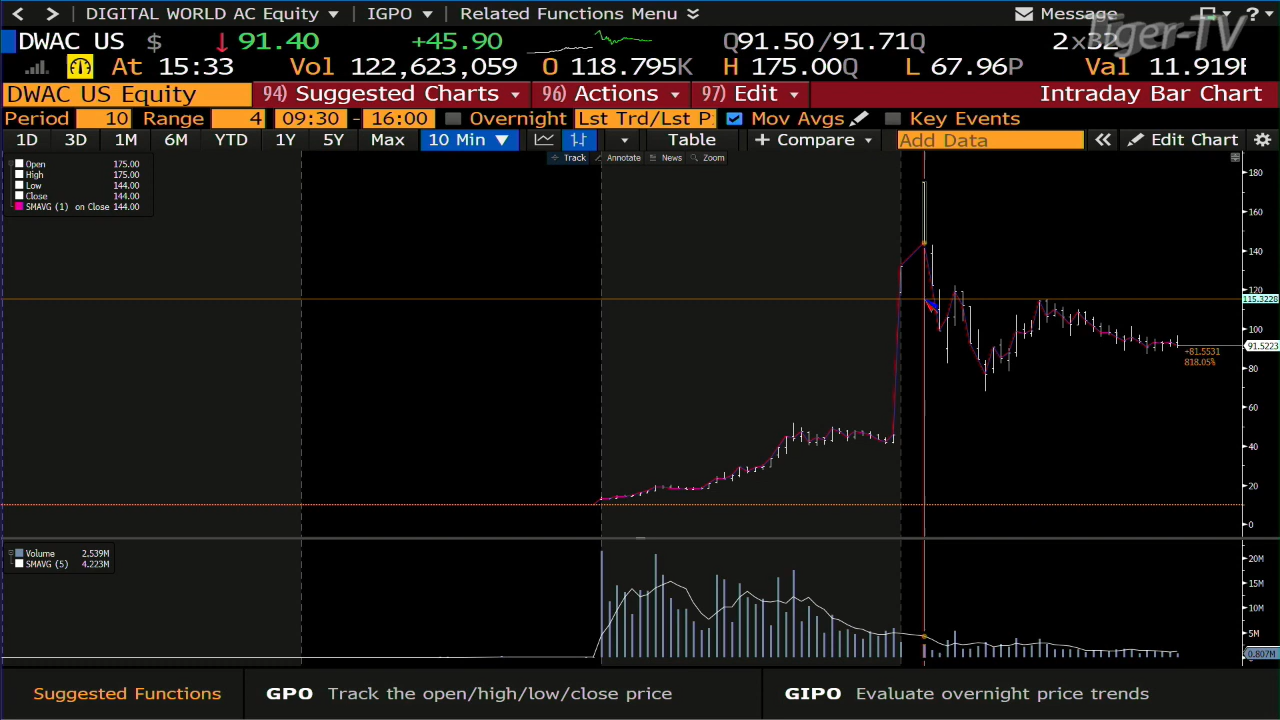 DIGITAL WORLD AC Equity IGPO Related Functions Menu Message ?
Tiger-TV
DWAC US $ 91.40 +45.90 Q91.50/91.71Q 2x32
At 15:33 Vol 122,623,059 O 118.795K H 175.00Q L 67.96P Val 11.919B
DWAC US Equity 94) Suggested Charts 96) Actions 97) Edit Intraday Bar Chart
Period 10 Range 4 09:30 - 16:00 Overnight Lst Trd/Lst P Mov Avgs Key Events
1D 3D 1M 6M YTD 1Y 5Y Max 10 Min Table + Compare Add Data Edit Chart
Track Annotate News Zoom
Open 175.00
High 175.00
Low 144.00
Close 144.00
SMAVG (1) on Close 144.00
180
160
140
120
115.3228
100
91.5223
+81.5531
818.05%
80
60
40
20
0
Volume 2.539M
SMAVG (5) 4.223M
20M
15M
10M
5M
0.807M
Suggested Functions GPO Track the open/high/low/close price GIPO Evaluate overnight price trends